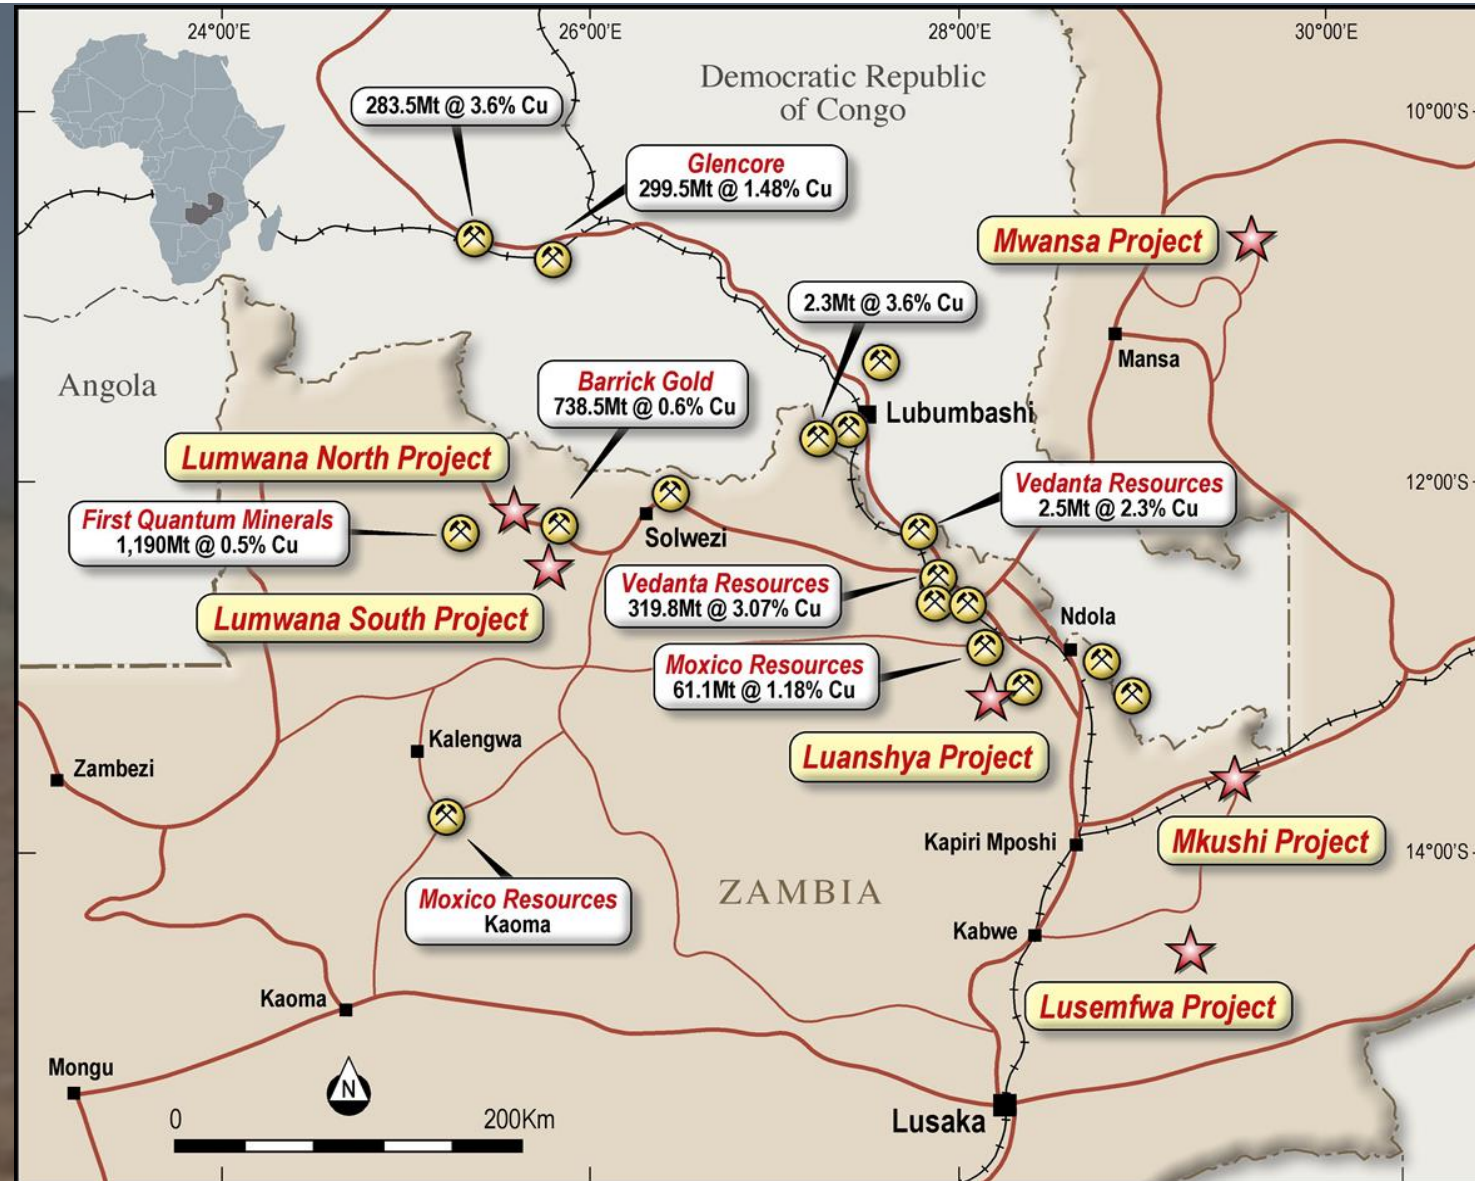 24°00'E
26°00'E
28°00'E
30°00'E
Democratic Republic
of Congo
283.5Mt @ 3.6% Cu
10°00'S
Glencore
299.5Mt @ 1.48% Cu
Mwansa Project
2.3Mt @ 3.6% Cu
Mansa
Angola
Barrick Gold
738.5Mt @ 0.6% Cu
Lubumbashi
Lumwana North Project
12°00'S
Vedanta Resources
2.5Mt @ 2.3% Cu
First Quantum Minerals
1,190Mt @ 0.5% Cu
Solwezi
Vedanta Resources
319.8Mt @ 3.07% Cu
Lumwana South Project
Ndola
Moxico Resources
61.1Mt @ 1.18% Cu
Kalengwa
Luanshya Project
Zambezi
Kapiri Mposhi
Mkushi Project
14°00'S
ZAMBIA
Moxico Resources
Kaoma
Kabwe
Kaoma
Lusemfwa Project
Mongu
N
0
200Km
Lusaka